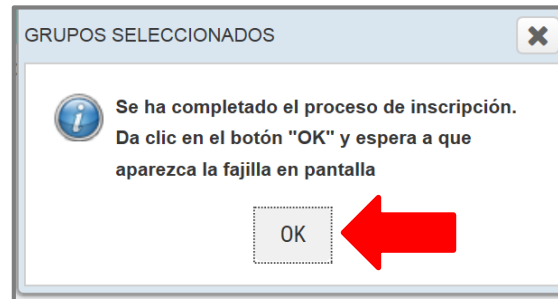 GRUPOS SELECCIONADOS
Se ha completado el proceso de inscripción.
Da clic en el botón "OK" y espera a que
aparezca la fajilla en pantalla
OK